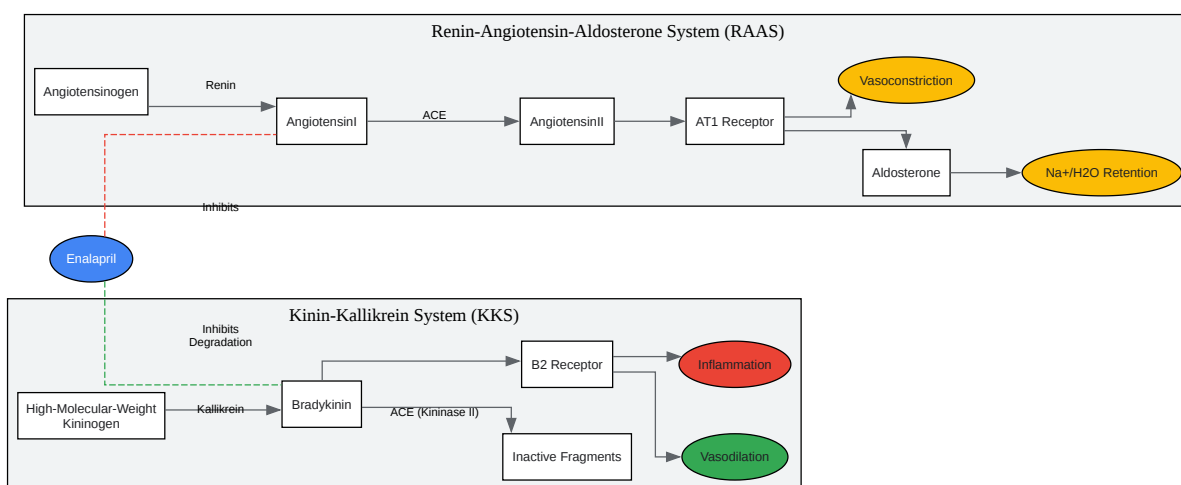 Renin-Angiotensin-Aldosterone System (RAAS)
Angiotensinogen
Renin
AngiotensinI
ACE
AngiotensinII
AT1 Receptor
Vasoconstriction
Aldosterone
Na+/H2O Retention
Inhibits
Enalapril
Kinin-Kallikrein System (KKS)
Inhibits
Degradation
High-Molecular-Weight
Kininogen
Kallikrein
Bradykinin
ACE (Kininase II)
B2 Receptor
Inflammation
Inactive Fragments
Vasodilation